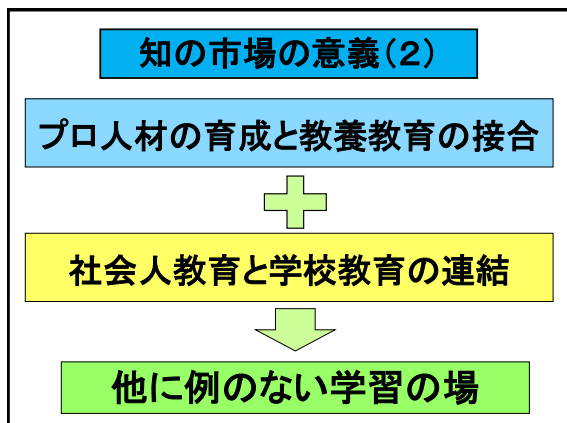 知の市場の意義(2)
プロ人材の育成と教養教育の接合
社会人教育と学校教育の連結
他に例のない学習の場